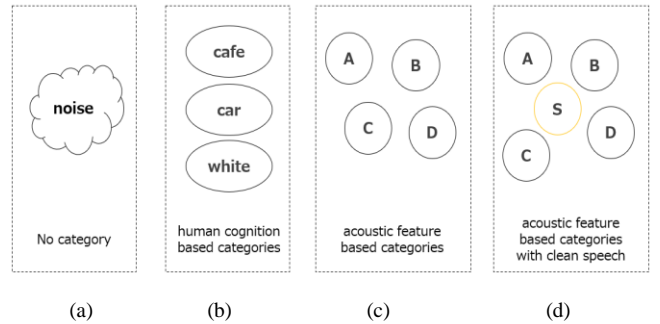 noise
No category
(a)
cafe
car
white
human cognition
based categories
(b)
A
B
C
D
acoustic feature
based categories
(c)
A
B
S
D
C
acoustic feature
based categories
with clean speech
(d)